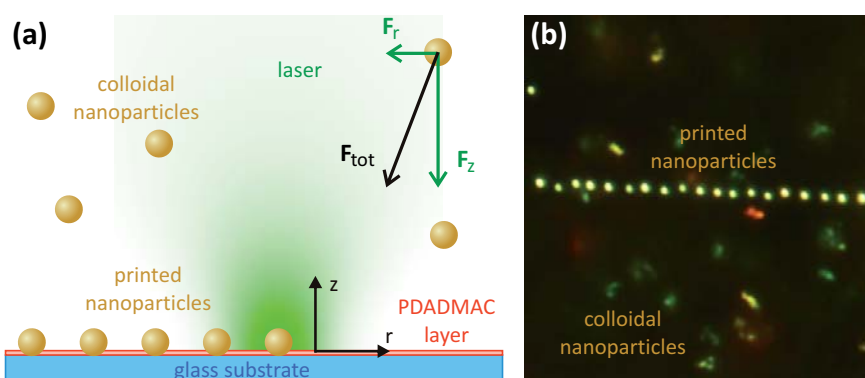 (a)
F_r
laser
colloidal
nanoparticles
F_tot
F_z
printed
nanoparticles
z
PDADMAC
layer
r
glass substrate
(b)
printed
nanoparticles
colloidal
nanoparticles